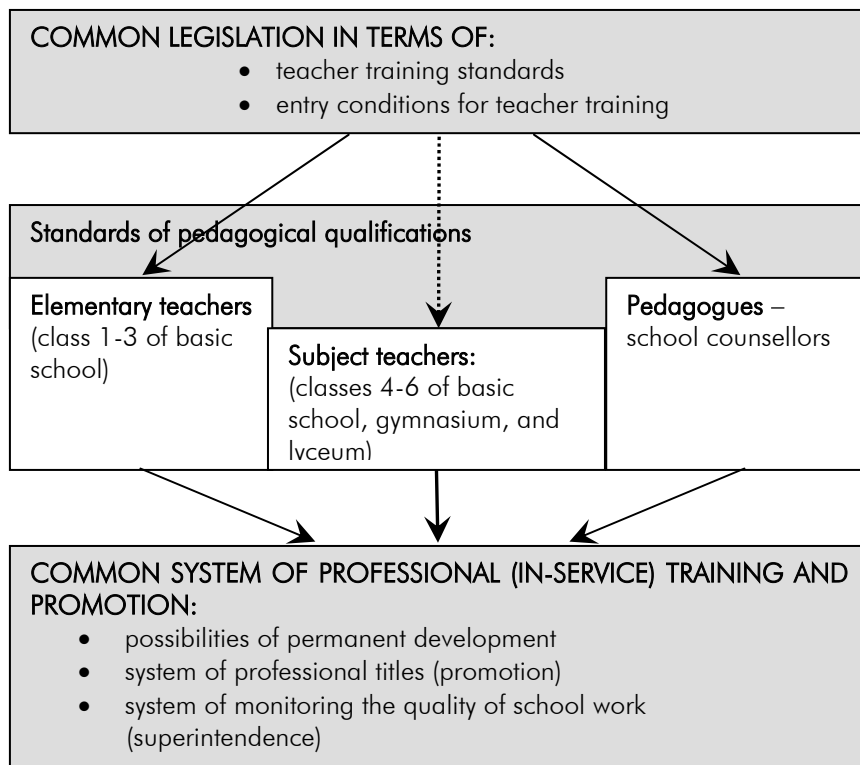 COMMON LEGISLATION IN TERMS OF:
• teacher training standards
• entry conditions for teacher training
Standards of pedagogical qualifications
Elementary teachers
(class 1-3 of basic
school)
Subject teachers:
(classes 4-6 of basic
school, gymnasium, and
lyceum)
Pedagogues –
school counsellors
COMMON SYSTEM OF PROFESSIONAL (IN-SERVICE) TRAINING AND
PROMOTION:
• possibilities of permanent development
• system of professional titles (promotion)
• system of monitoring the quality of school work
(superintendence)